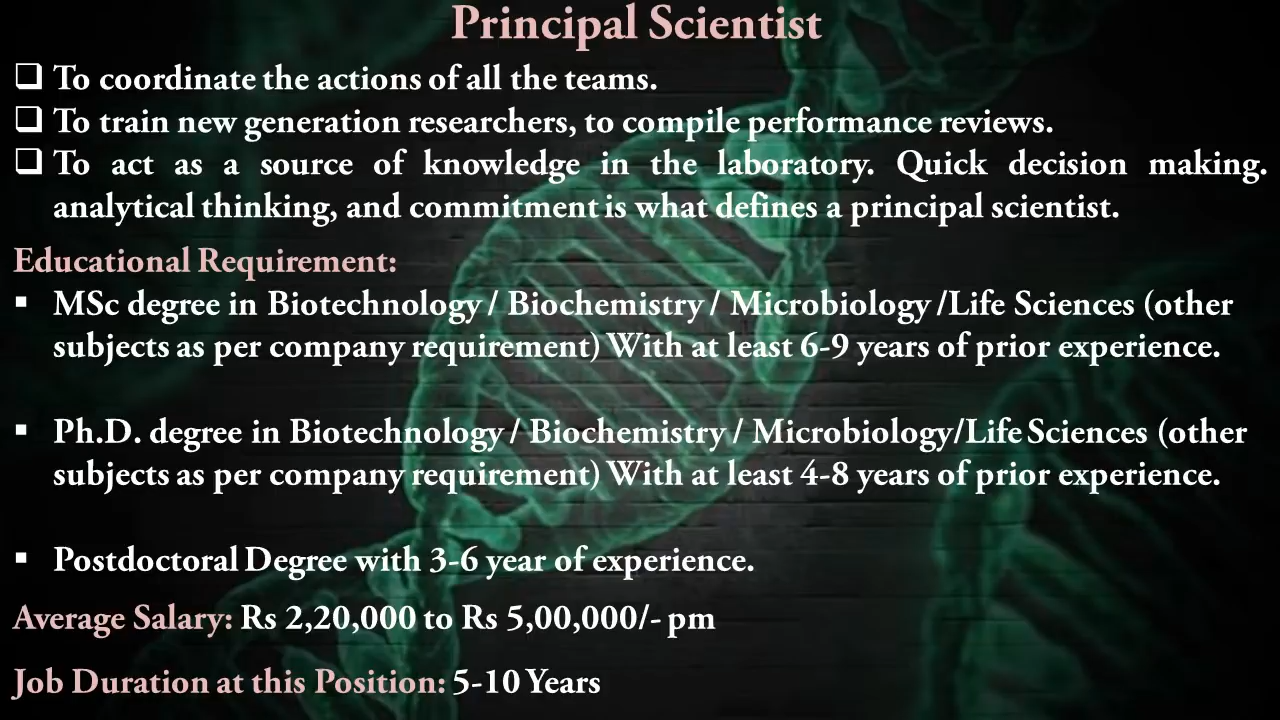 Principal Scientist
❑ To coordinate the actions of all the teams.
❑ To train new generation researchers, to compile performance reviews.
❑ To act as a source of knowledge in the laboratory. Quick decision making.
analytical thinking, and commitment is what defines a principal scientist.
Educational Requirement:
▪ MSc degree in Biotechnology / Biochemistry / Microbiology /Life Sciences (other
subjects as per company requirement) With at least 6-9 years of prior experience.
▪ Ph.D. degree in Biotechnology / Biochemistry / Microbiology/Life Sciences (other
subjects as per company requirement) With at least 4-8 years of prior experience.
▪ Postdoctoral Degree with 3-6 year of experience.
Average Salary: Rs 2,20,000 to Rs 5,00,000/- pm
Job Duration at this Position: 5-10 Years